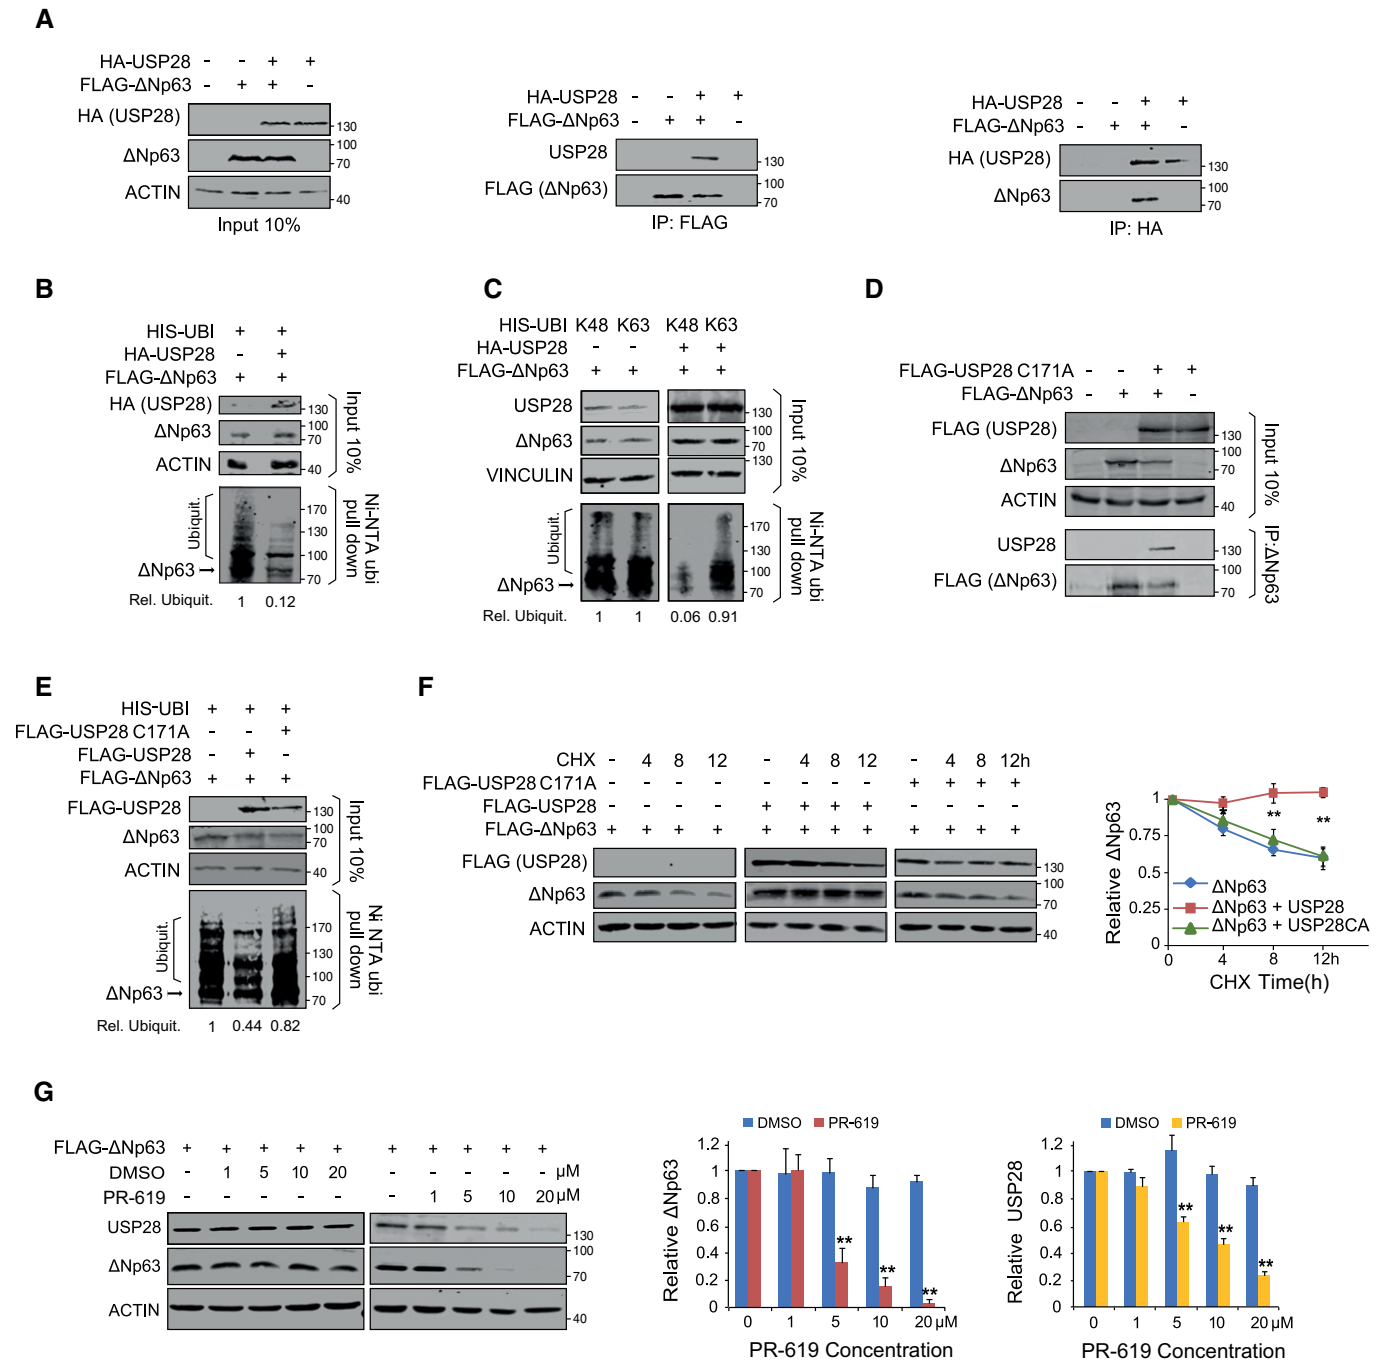 A
HA-USP28 - - + +
FLAG-ΔNp63 - + + -
HA (USP28)
130
ΔNp63
100
70
ACTIN
40
Input 10%
HA-USP28 - - + +
FLAG-ΔNp63 - + + -
USP28
130
FLAG (ΔNp63)
100
70
IP: FLAG
HA-USP28 - - + +
FLAG-ΔNp63 - + + -
HA (USP28)
130
ΔNp63
100
70
IP: HA
B
HIS-UBI + +
HA-USP28 - +
FLAG-ΔNp63 + +
HA (USP28)
130
ΔNp63
100
70
ACTIN
40
Input 10%
Ubiquit.
170
130
100
70
ΔNp63
Ni-NTA ubi
pull down
Rel. Ubiquit. 1 0.12
C
HIS-UBI K48 K63 K48 K63
HA-USP28 - - + +
FLAG-ΔNp63 + + + +
USP28
130
ΔNp63
100
70
VINCULIN
130
Input 10%
Ubiquit.
170
130
100
70
ΔNp63
Ni-NTA ubi
pull down
Rel. Ubiquit. 1 1 0.06 0.91
D
FLAG-USP28 C171A - - + +
FLAG-ΔNp63 - + + -
FLAG (USP28)
130
ΔNp63
100
70
ACTIN
40
Input 10%
USP28
130
FLAG (ΔNp63)
100
70
IP:ΔNp63
E
HIS-UBI + + +
FLAG-USP28 C171A - - +
FLAG-USP28 - + -
FLAG-ΔNp63 + + +
FLAG-USP28
130
ΔNp63
100
70
ACTIN
40
Input 10%
Ubiquit.
170
130
100
70
ΔNp63
Ni NTA ubi
pull down
Rel. Ubiquit. 1 0.44 0.82
F
CHX - 4 8 12 - 4 8 12 - 4 8 12h
FLAG-USP28 C171A - - - - - - - - + + + +
FLAG-USP28 - - - - + + + + - - - -
FLAG-ΔNp63 + + + + + + + + + + + +
FLAG (USP28)
130
ΔNp63
100
70
ACTIN
40
Relative ΔNp63
1
0.75
0.5
0.25
0
*
**
**
ΔNp63
ΔNp63 + USP28
ΔNp63 + USP28CA
0 4 8 12h
CHX Time(h)
G
FLAG-ΔNp63 + + + + + + + + + +
DMSO - 1 5 10 20 - - - - - µM
PR-619 - - - - - - 1 5 10 20 µM
USP28
130
ΔNp63
100
70
ACTIN
40
DMSO PR-619
Relative ΔNp63
1.2
1
0.8
0.6
0.4
0.2
0
**
**
**
0 1 5 10 20 µM
PR-619 Concentration
DMSO PR-619
Relative USP28
1.2
1
0.8
0.6
0.4
0.2
0
**
**
**
0 1 5 10 20 µM
PR-619 Concentration